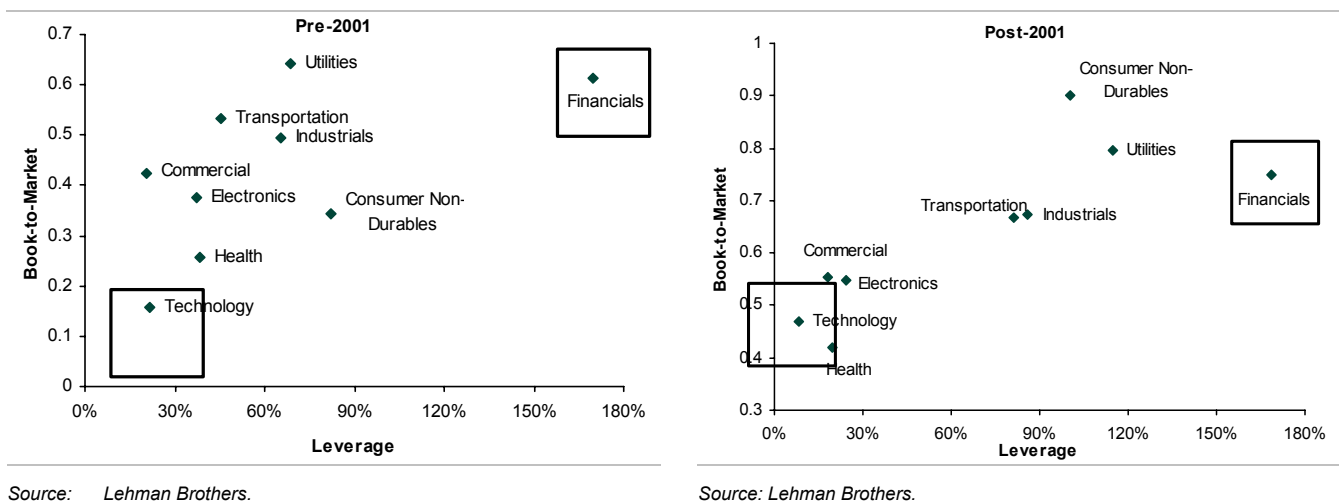 Pre-2001
Book-to-Market
0.7
0.6
0.5
0.4
0.3
0.2
0.1
0
Utilities
Financials
Transportation
Industrials
Commercial
Electronics
Consumer Non-
Durables
Health
Technology
0%
30%
60%
90%
120%
150%
180%
Leverage
Source: Lehman Brothers.
Post-2001
Book-to-Market
1
0.9
0.8
0.7
0.6
0.5
0.4
0.3
Consumer Non-
Durables
Utilities
Financials
Transportation
Industrials
Commercial
Electronics
Technology
Health
0%
30%
60%
90%
120%
150%
180%
Leverage
Source: Lehman Brothers.